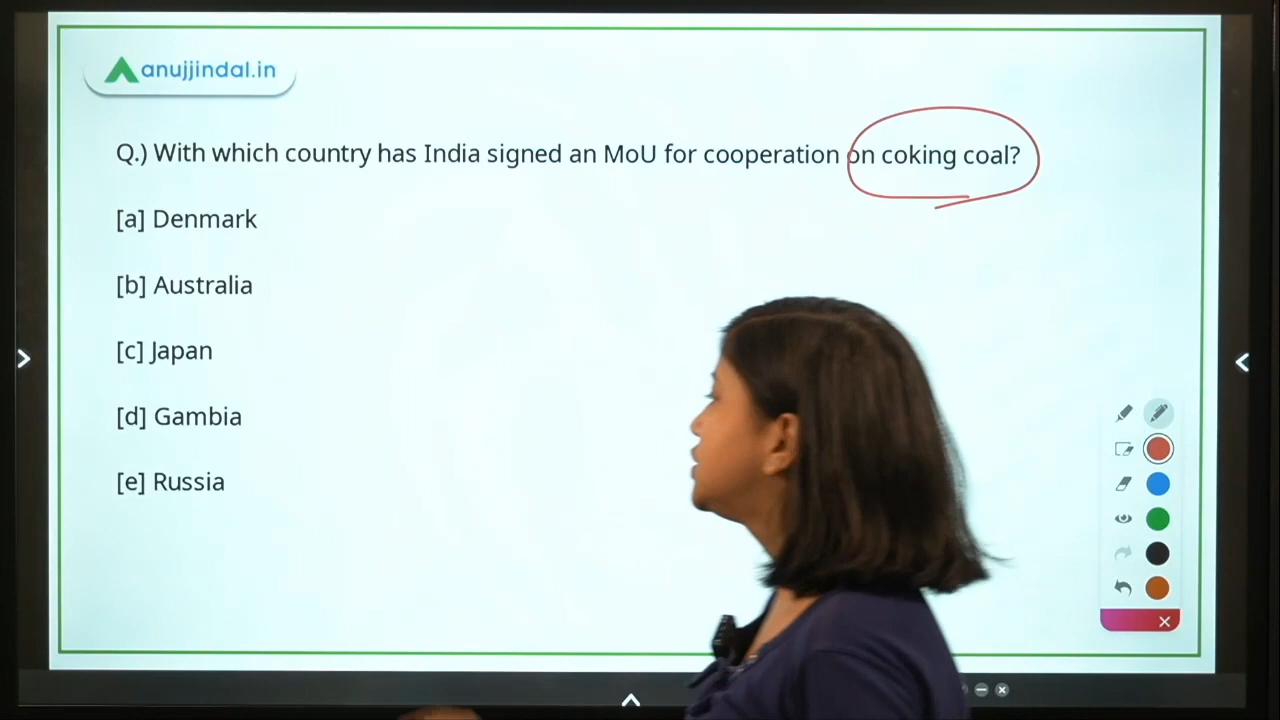 anujjindal.in
Q.) With which country has India signed an MoU for cooperation on coking coal?
[a] Denmark
[b] Australia
[c] Japan
[d] Gambia
[e] Russia